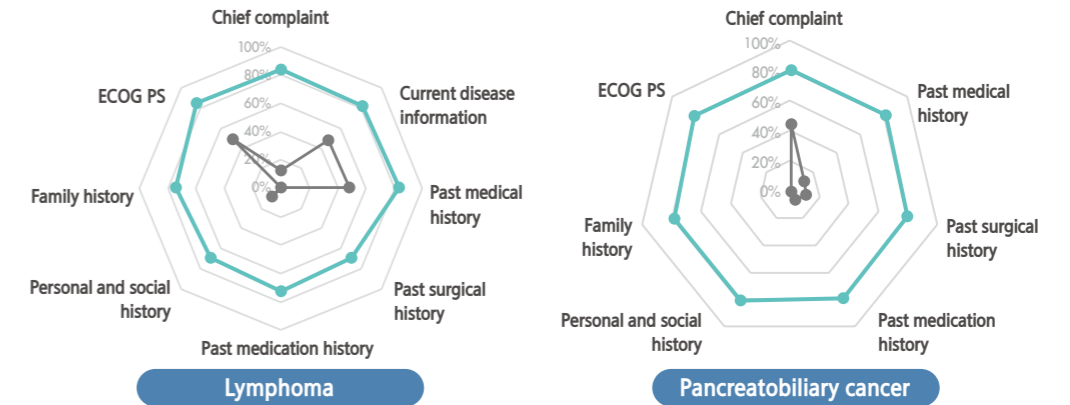 Chief complaint
100%
80%
60%
40%
20%
0%
ECOG PS
Current disease
information
Family history
Past medical
history
Personal and social
history
Past surgical
history
Past medication history
Lymphoma
Chief complaint
100%
80%
60%
40%
20%
0%
ECOG PS
Past medical
history
Family
history
Past surgical
history
Personal and social
history
Past medication
history
Pancreatobiliary cancer